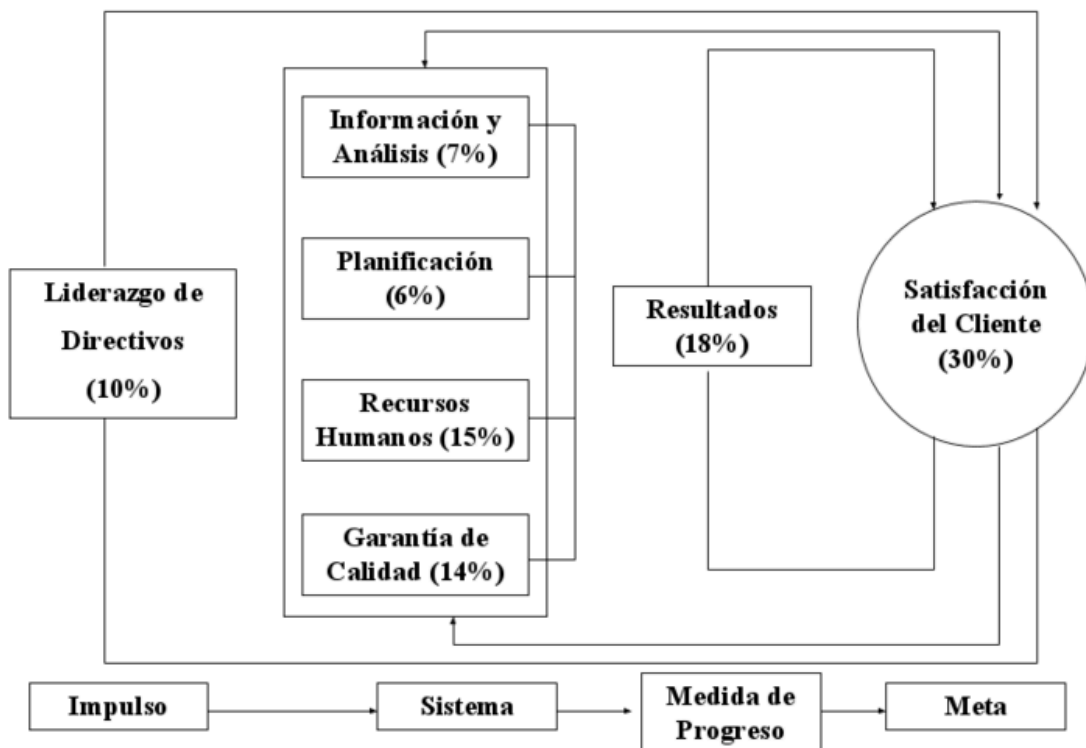 Información y
Análisis (7%)
Planificación
(6%)
Liderazgo de
Directivos
(10%)
Recursos
Humanos (15%)
Garantía de
Calidad (14%)
Resultados
(18%)
Satisfacción
del Cliente
(30%)
Impulso
Sistema
Medida de
Progreso
Meta